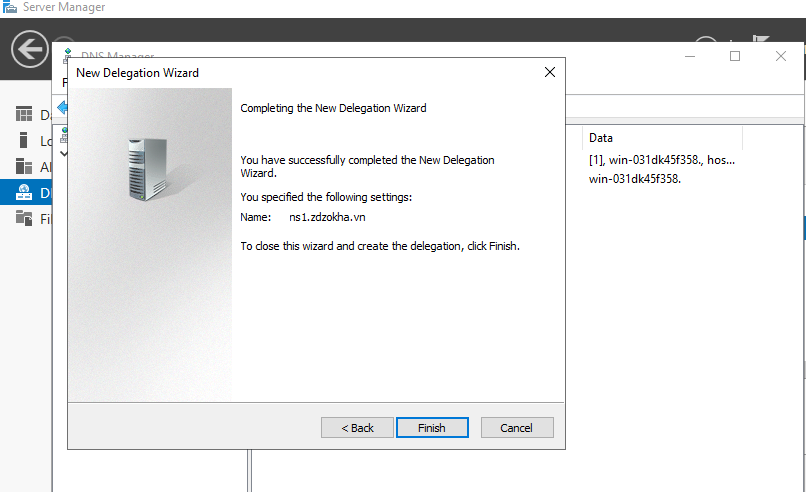 Server Manager
DNS Manager
New Delegation Wizard
Completing the New Delegation Wizard
You have successfully completed the New Delegation
Wizard.
You specified the following settings:
Name: ns1.zdzokha.vn
To close this wizard and create the delegation, click Finish.
< Back
Finish
Cancel
Data
[1], win-031dk45f358., hos...
win-031dk45f358.